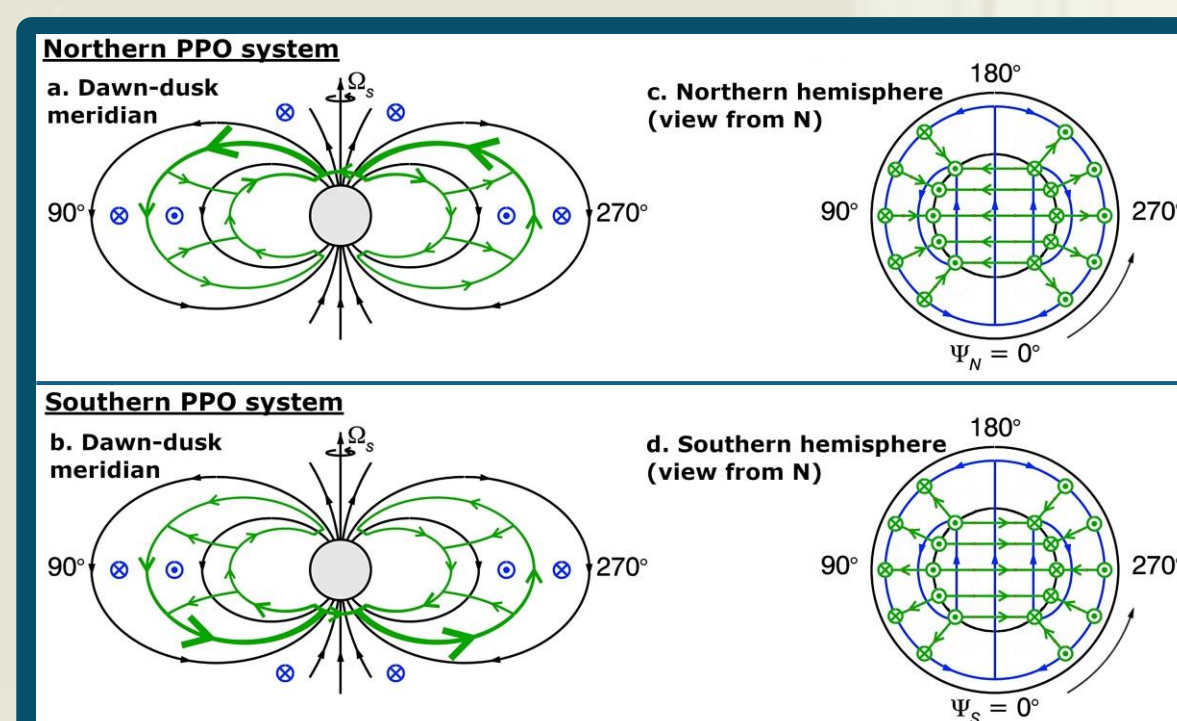 Northern PPO system
a. Dawn-dusk
meridian
Ωs
90°
270°
c. Northern hemisphere
(view from N)
180°
90°
270°
ΨN = 0°
Southern PPO system
b. Dawn-dusk
meridian
Ωs
90°
270°
d. Southern hemisphere
(view from N)
180°
90°
270°
ΨS = 0°